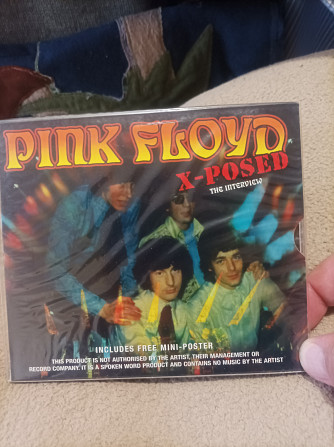 PINK FLOYD
X-POSED
THE INTERVIEW
INCLUDES FREE MINI-POSTER
THIS PRODUCT IS NOT AUTHORISED BY THE ARTIST, THEIR MANAGEMENT OR
RECORD COMPANY. IT IS A SPOKEN WORD PRODUCT AND CONTAINS NO MUSIC BY THE ARTIST